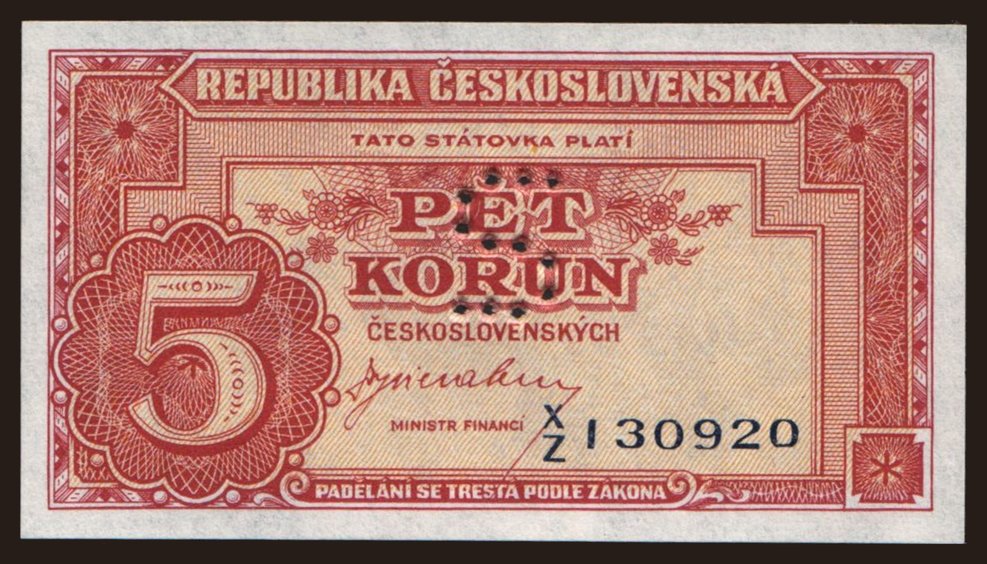 REPUBLIKA ČESKOSLOVENSKÁ
TATO STÁTOVKA PLATÍ
PĚT
KORUN
ČESKOSLOVENSKÝCH
5
MINISTR FINANCÍ
X/Z 130920
PADĚLÁNÍ SE TRESTÁ PODLE ZÁKONA